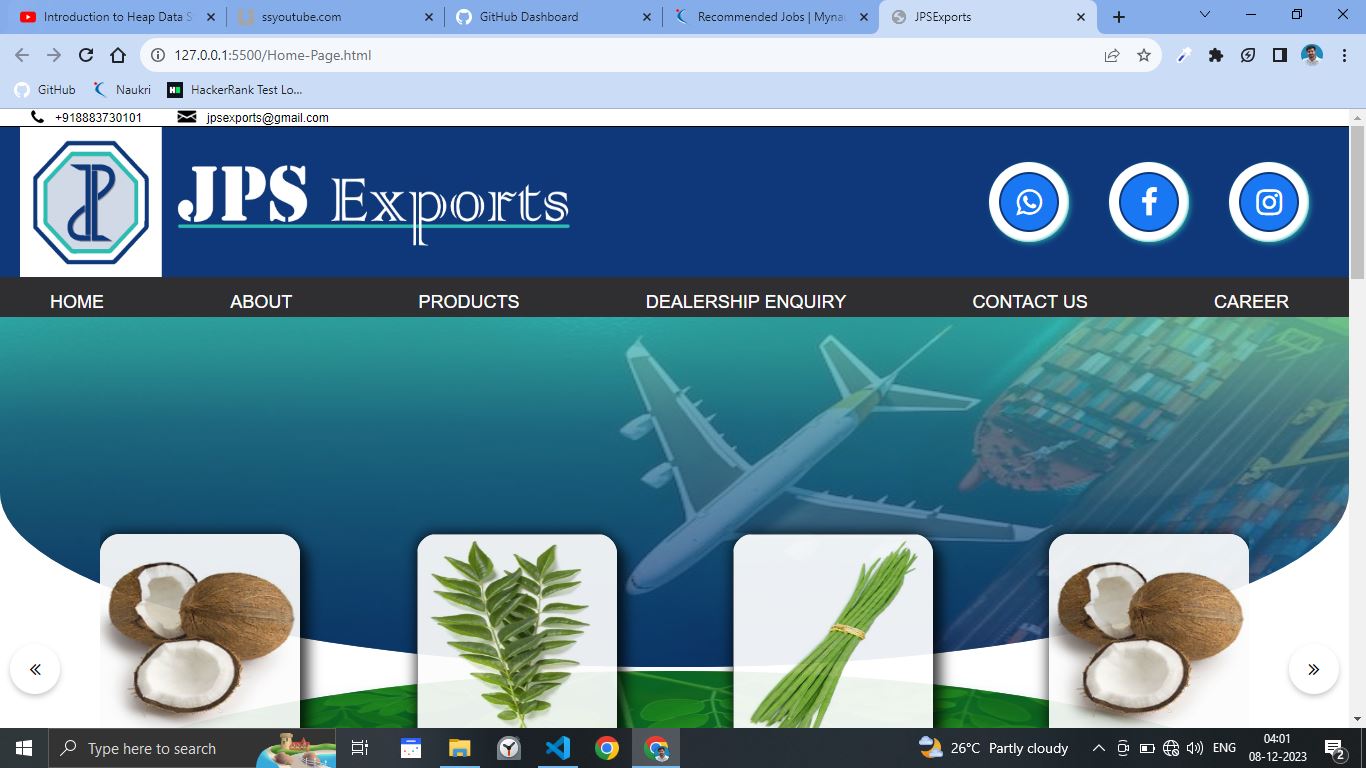 Introduction to Heap Data S
ssyoutube.com
GitHub Dashboard
Recommended Jobs | Mynau
JPSExports
127.0.0.1:5500/Home-Page.html
GitHub
Naukri
HackerRank Test Lo...
+918883730101
jpsexports@gmail.com
JPS Exports
HOME
ABOUT
PRODUCTS
DEALERSHIP ENQUIRY
CONTACT US
CAREER
Type here to search
26°C Partly cloudy
ENG
04:01
08-12-2023
2